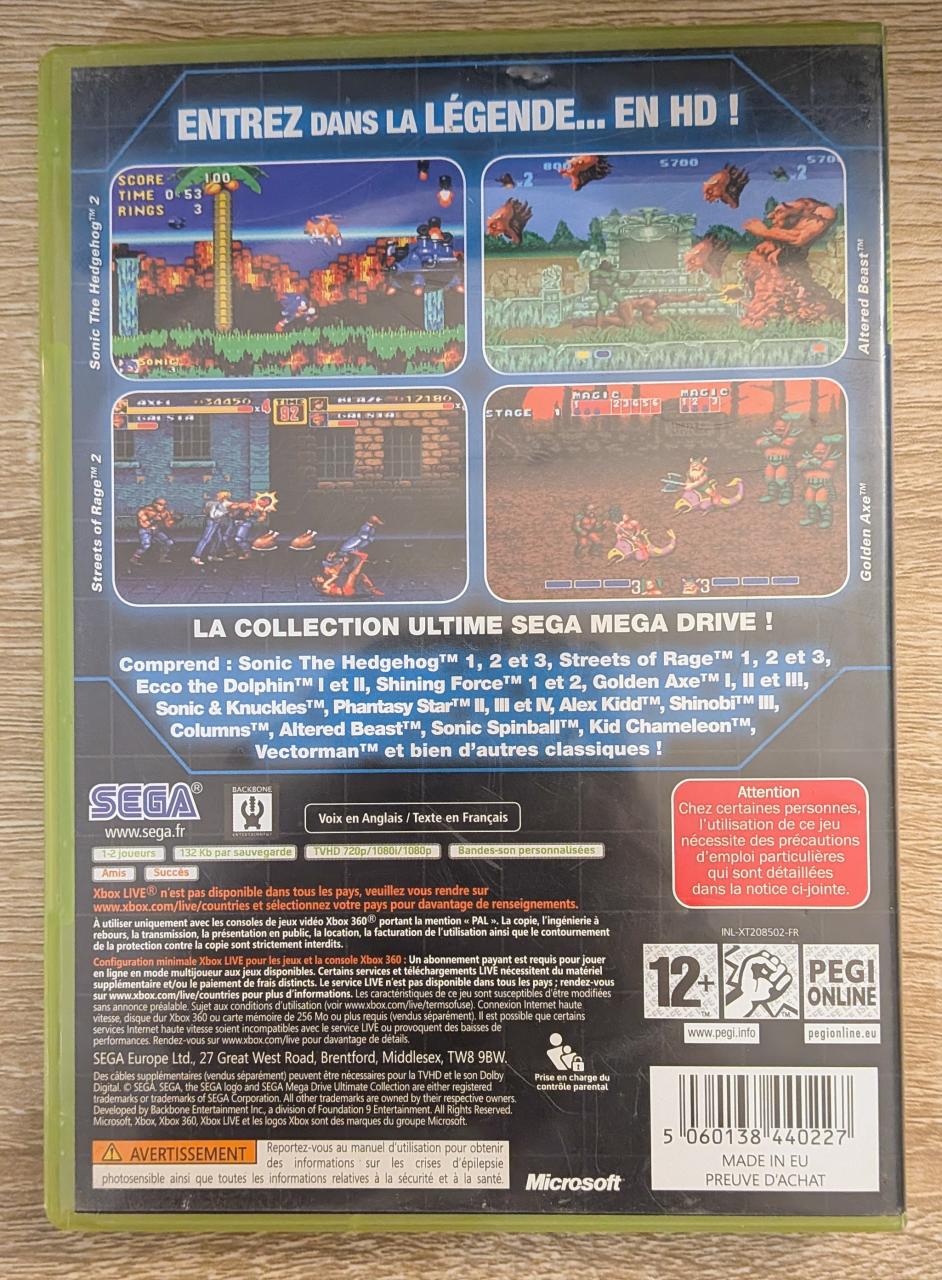 ENTREZ DANS LA LÉGENDE... EN HD !
Sonic The Hedgehog™ 2
SCORE 100
TIME 0:53
RINGS 3
SONIC
Altered Beast™
5700
x2
x2
Streets of Rage™ 2
AXEL 34450
GALSIA
TIME
92
BLAZE 17180
GALSIA
Golden Axe™
STAGE 1
MAGIC
MAGIC
1 2 3
3
3
LA COLLECTION ULTIME SEGA MEGA DRIVE !
Comprend : Sonic The Hedgehog™ 1, 2 et 3, Streets of Rage™ 1, 2 et 3,
Ecco the Dolphin™ I et II, Shining Force™ 1 et 2, Golden Axe™ I, II et III,
Sonic & Knuckles™, Phantasy Star™ II, III et IV, Alex Kidd™, Shinobi™ III,
Columns™, Altered Beast™, Sonic Spinball™, Kid Chameleon™,
Vectorman™ et bien d'autres classiques !
SEGA®
www.sega.fr
BACKBONE
ENTERTAINMENT
Voix en Anglais / Texte en Français
Attention
Chez certaines personnes,
l'utilisation de ce jeu
nécessite des précautions
d'emploi particulières
qui sont détaillées
dans la notice ci-jointe.
1-2 joueurs
132 Kb par sauvegarde
TVHD 720p/1080i/1080p
Bandes-son personnalisées
Amis
Succès
Xbox LIVE® n'est pas disponible dans tous les pays, veuillez vous rendre sur
www.xbox.com/live/countries et sélectionnez votre pays pour davantage de renseignements.
À utiliser uniquement avec les consoles de jeux vidéo Xbox 360® portant la mention « PAL ». La copie, l'ingénierie à
rebours, la transmission, la présentation en public, la location, la facturation de l'utilisation ainsi que le contournement
de la protection contre la copie sont strictement interdits.
Configuration minimale Xbox LIVE pour les jeux et la console Xbox 360 : Un abonnement payant est requis pour jouer
en ligne en mode multijoueur aux jeux disponibles. Certains services et téléchargements LIVE nécessitent du matériel
supplémentaire et/ou le paiement de frais distincts. Le service LIVE n'est pas disponible dans tous les pays ; rendez-vous
sur www.xbox.com/live/countries pour plus d'informations. Les caractéristiques de ce jeu sont susceptibles d'être modifiées
sans annonce préalable. Sujet aux conditions d'utilisation (voir www.xbox.com/live/termsofuse). Connexion Internet haute
vitesse, disque dur Xbox 360 ou carte mémoire de 256 Mo ou plus requis (vendus séparément). Il est possible que certains
services Internet haute vitesse soient incompatibles avec le service LIVE ou provoquent des baisses de
performances. Rendez-vous sur www.xbox.com/live pour davantage de détails.
SEGA Europe Ltd., 27 Great West Road, Brentford, Middlesex, TW8 9BW.
Des câbles supplémentaires (vendus séparément) peuvent être nécessaires pour la TVHD et le son Dolby
Digital. © SEGA. SEGA, the SEGA logo and SEGA Mega Drive Ultimate Collection are either registered
trademarks or trademarks of SEGA Corporation. All other trademarks are owned by their respective owners.
Developed by Backbone Entertainment Inc., a division of Foundation 9 Entertainment. All Rights Reserved.
Microsoft, Xbox, Xbox 360, Xbox LIVE et les logos Xbox sont des marques du groupe Microsoft.
Prise en charge du
contrôle parental
INL-XT208502-FR
12+
™
™
PEGI
ONLINE
www.pegi.info
pegionline.eu
AVERTISSEMENT
Reportez-vous au manuel d'utilisation pour obtenir
des informations sur les crises d'épilepsie
photosensible ainsi que toutes les informations relatives à la sécurité et à la santé.
Microsoft®
5 060138 440227
MADE IN EU
PREUVE D'ACHAT